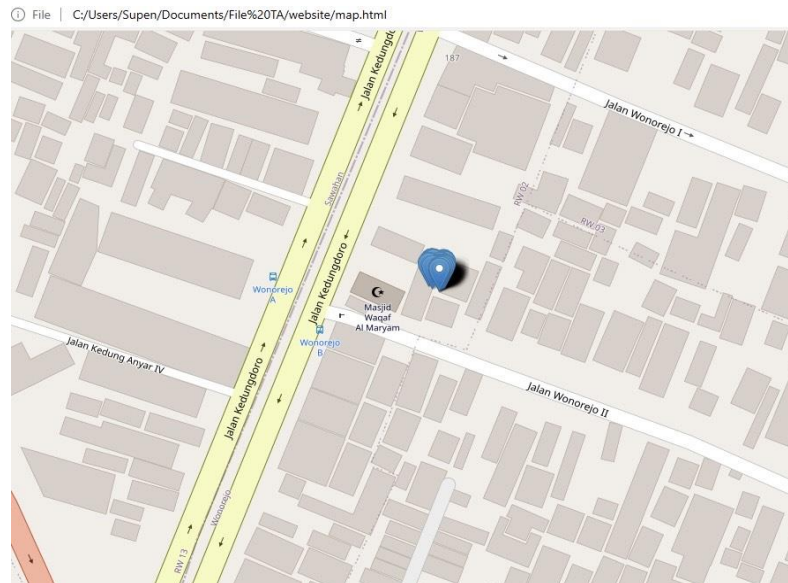 File
C:/Users/Supen/Documents/File%20TA/website/map.html
Jalan Kedungdoro
187
Jalan Wonorejo I
Sawahan
RW 02
RW 03
Jalan Kedungdoro
Wonorejo
A
Masjid
Waqaf
Al Maryam
Wonorejo
B
Jalan Kedung Anyar IV
Jalan Kedungdoro
Jalan Wonorejo II
Wonorejo
RW 13